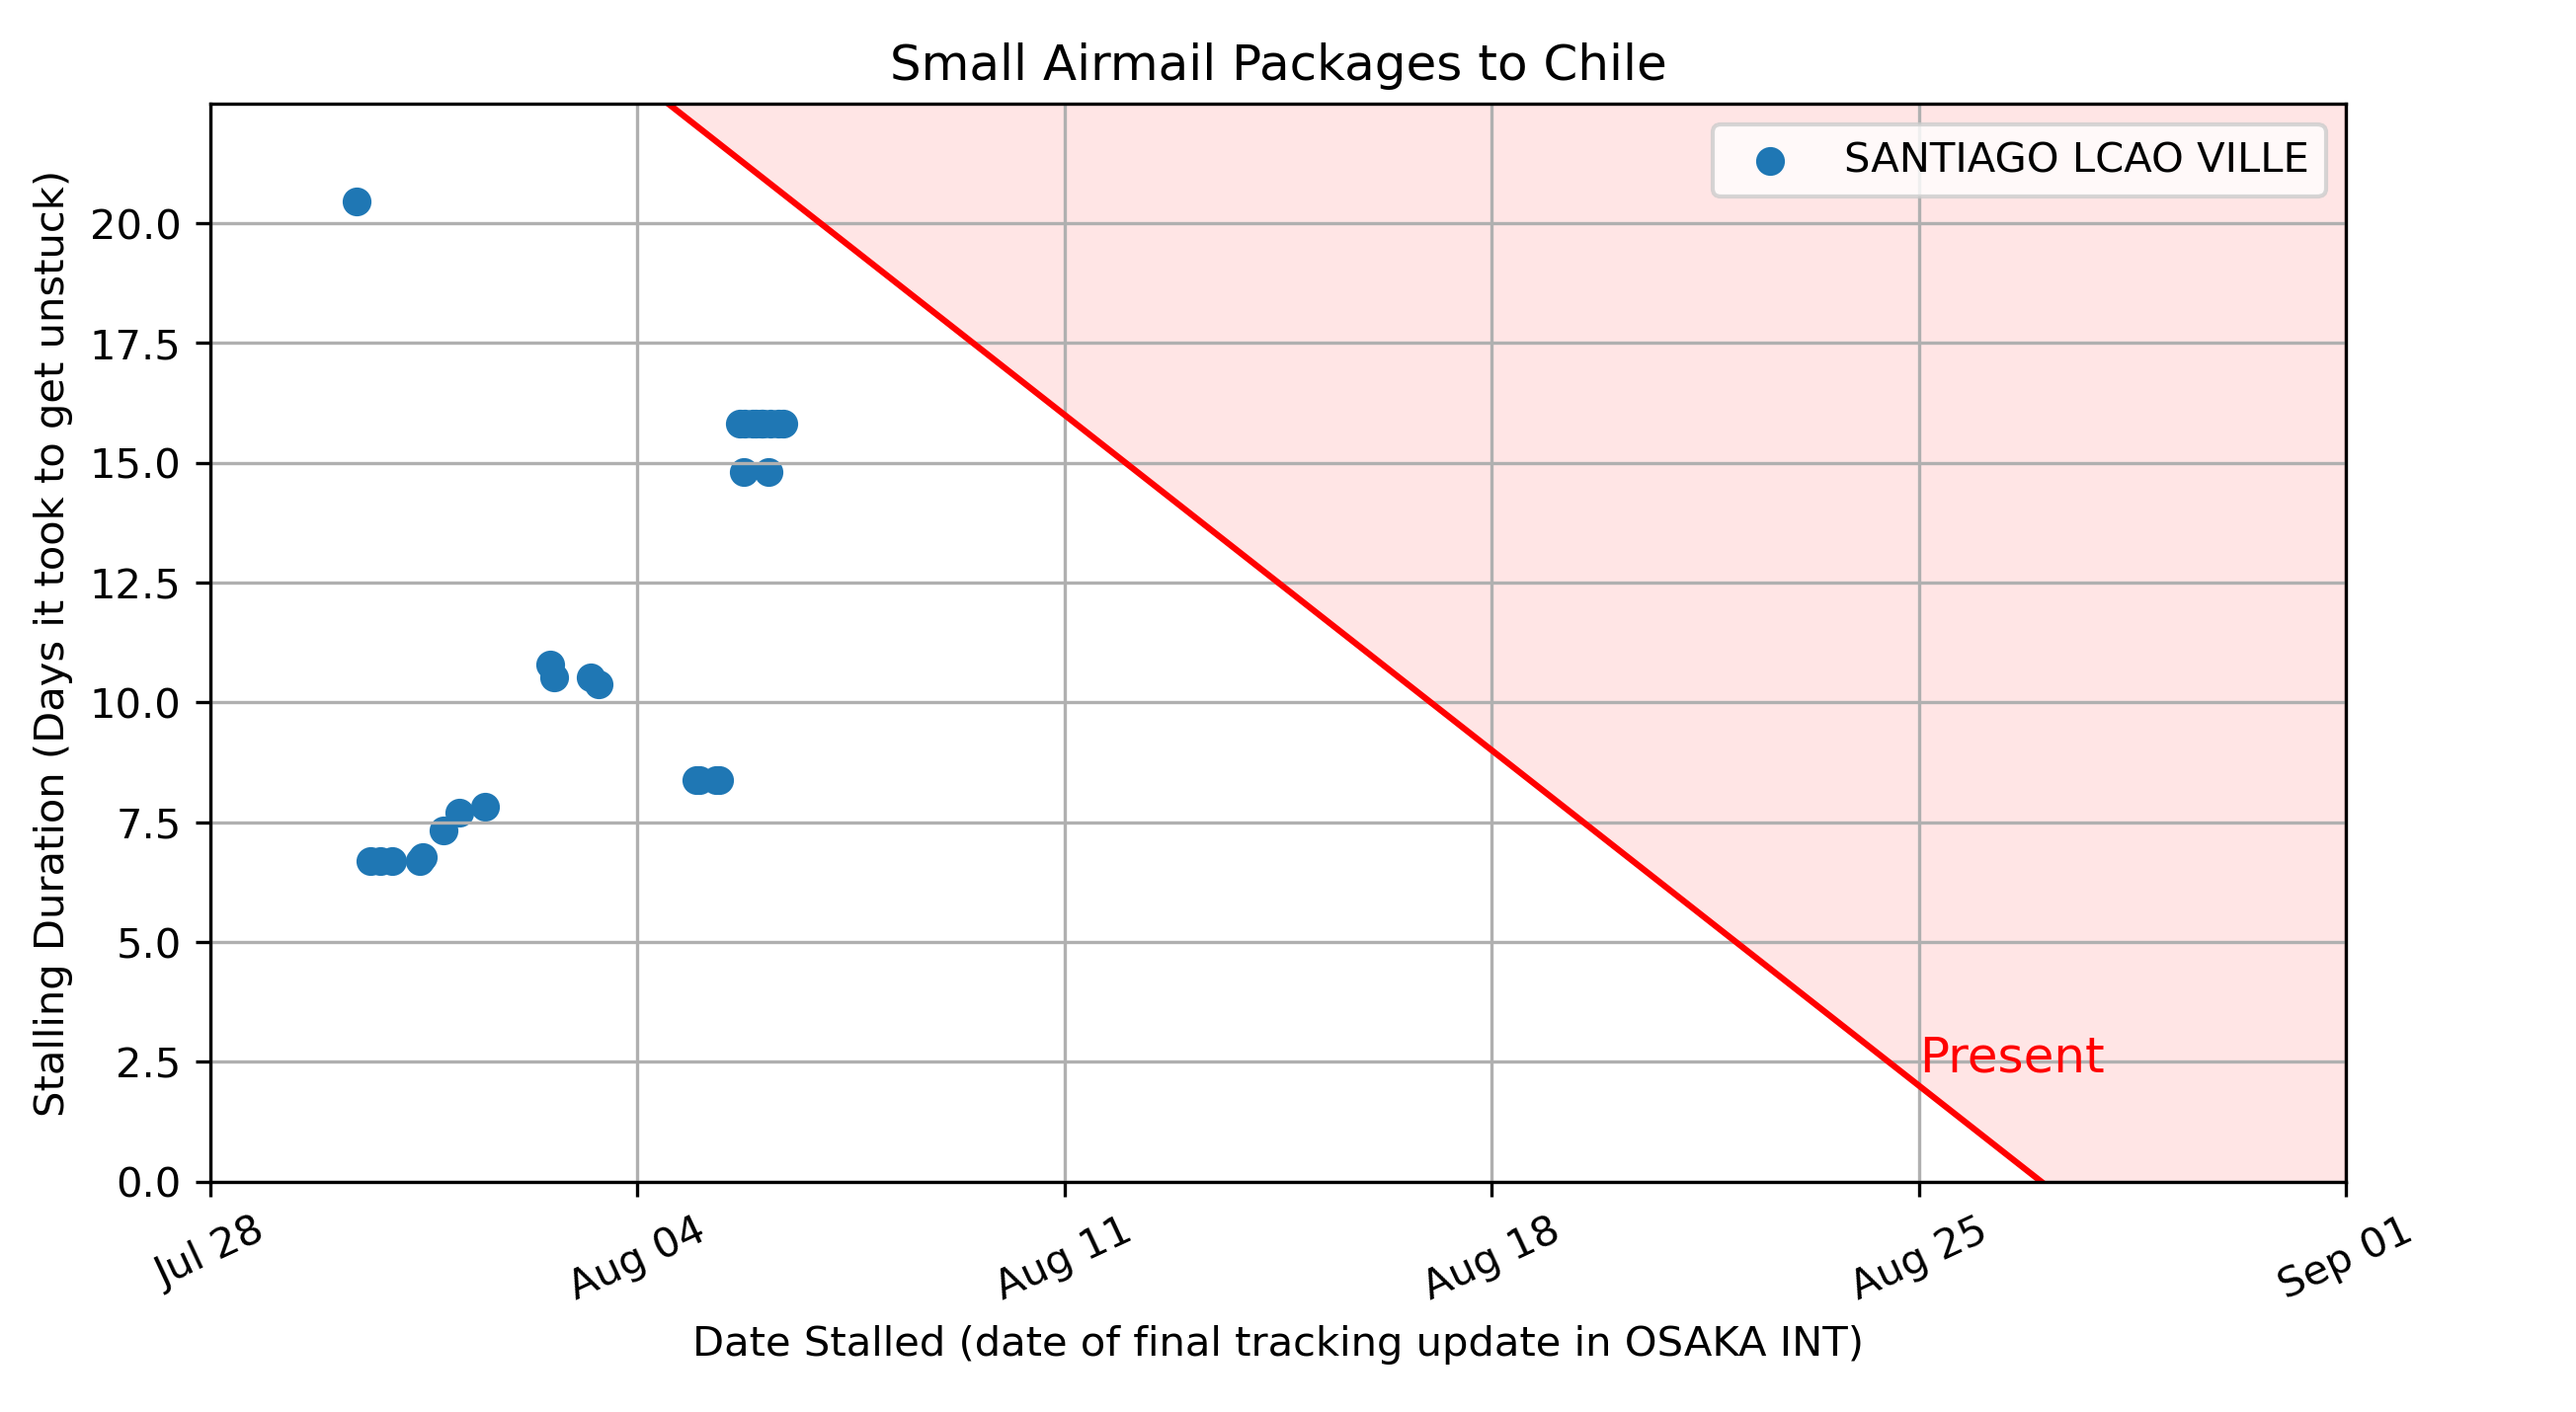 Small Airmail Packages to Chile
SANTIAGO LCAO VILLE
Stalling Duration (Days it took to get unstuck)
20.0
17.5
15.0
12.5
10.0
7.5
5.0
2.5
0.0
Present
Jul 28
Aug 04
Aug 11
Aug 18
Aug 25
Sep 01
Date Stalled (date of final tracking update in OSAKA INT)